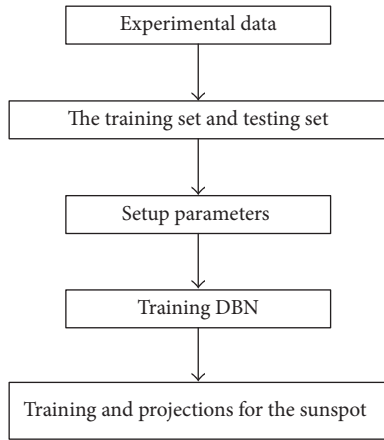 Experimental data
The training set and testing set
Setup parameters
Training DBN
Training and projections for the sunspot